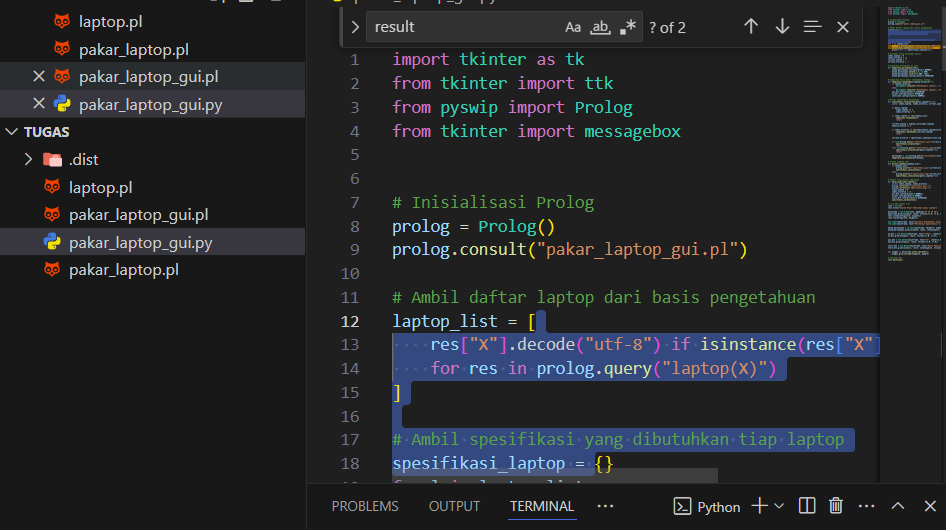 laptop.pl
pakar_laptop.pl
pakar_laptop_gui.pl
pakar_laptop_gui.py
TUGAS
.dist
laptop.pl
pakar_laptop_gui.pl
pakar_laptop_gui.py
pakar_laptop.pl
result Aa ab .* ? of 2
1 import tkinter as tk
2 from tkinter import ttk
3 from pyswip import Prolog
4 from tkinter import messagebox
5
6
7 # Inisialisasi Prolog
8 prolog = Prolog()
9 prolog.consult("pakar_laptop_gui.pl")
10
11 # Ambil daftar laptop dari basis pengetahuan
12 laptop_list = [
13 res["X"].decode("utf-8") if isinstance(res["X"]
14 for res in prolog.query("laptop(X)")
15 ]
16
17 # Ambil spesifikasi yang dibutuhkan tiap laptop
18 spesifikasi_laptop = {}
PROBLEMS OUTPUT TERMINAL ... Python